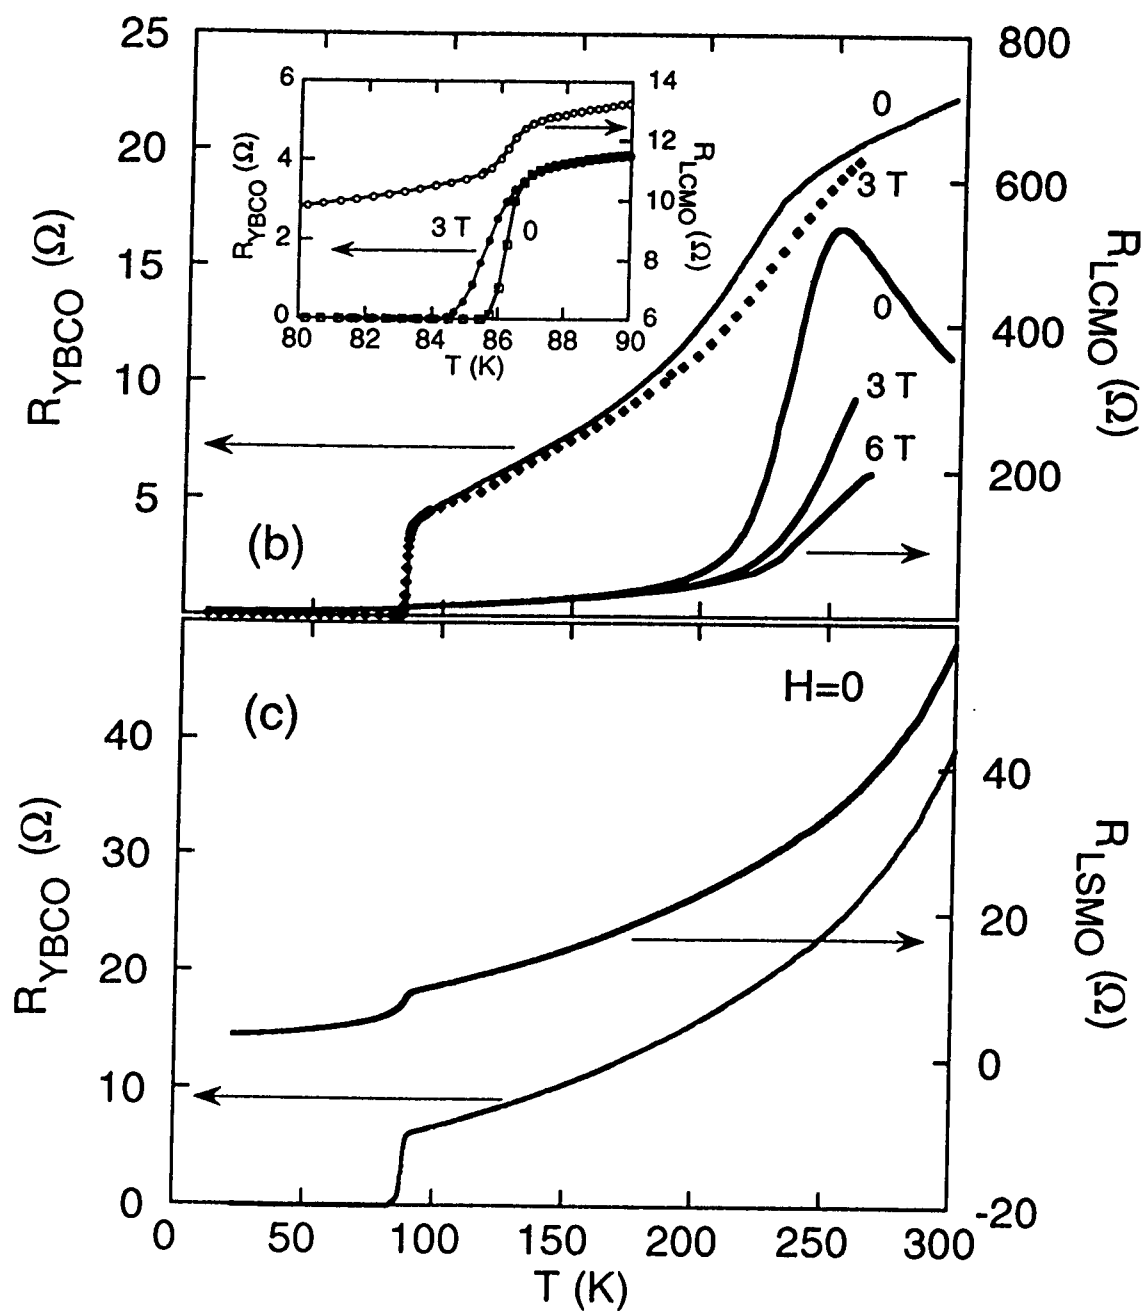 25
20
15
10
5
R_YBCO (Ω)
800
600
400
200
R_LCMO (Ω)
6
4
2
0
R_YBCO (Ω)
14
12
10
8
6
R_LCMO (Ω)
80 82 84 86 88 90
T (K)
3 T
0
0
3 T
0
3 T
6 T
(b)
(c)
H=0
40
30
20
10
0
R_YBCO (Ω)
40
20
0
-20
R_LSMO (Ω)
0 50 100 150 200 250 300
T (K)